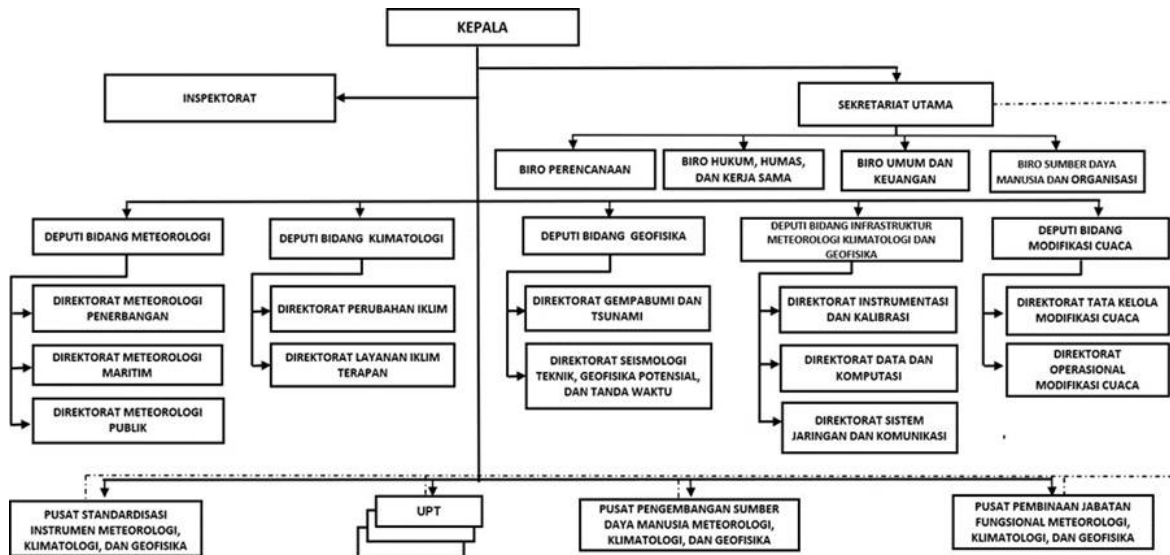 KEPALA
INSPEKTORAT
SEKRETARIAT UTAMA
BIRO PERENCANAAN
BIRO HUKUM, HUMAS,
DAN KERJA SAMA
BIRO UMUM DAN
KEUANGAN
BIRO SUMBER DAYA
MANUSIA DAN ORGANISASI
DEPUTI BIDANG METEOROLOGI
DEPUTI BIDANG KLIMATOLOGI
DEPUTI BIDANG GEOFISIKA
DEPUTI BIDANG INFRASTRUKTUR
METEOROLOGI KLIMATOLOGI DAN
GEOFISIKA
DEPUTI BIDANG
MODIFIKASI CUACA
DIREKTORAT METEOROLOGI
PENERBANGAN
DIREKTORAT METEOROLOGI
MARITIM
DIREKTORAT METEOROLOGI
PUBLIK
DIREKTORAT PERUBAHAN IKLIM
DIREKTORAT LAYANAN IKLIM
TERAPAN
DIREKTORAT GEMPABUMI DAN
TSUNAMI
DIREKTORAT SEISMOLOGI
TEKNIK, GEOFISIKA POTENSIAL,
DAN TANDA WAKTU
DIREKTORAT INSTRUMENTASI
DAN KALIBRASI
DIREKTORAT DATA DAN
KOMPUTASI
DIREKTORAT SISTEM
JARINGAN DAN KOMUNIKASI
DIREKTORAT TATA KELOLA
MODIFIKASI CUACA
DIREKTORAT
OPERASIONAL
MODIFIKASI CUACA
PUSAT STANDARDISASI
INSTRUMEN METEOROLOGI,
KLIMATOLOGI, DAN GEOFISIKA
UPT
PUSAT PENGEMBANGAN SUMBER
DAYA MANUSIA METEOROLOGI,
KLIMATOLOGI, DAN GEOFISIKA
PUSAT PEMBINAAN JABATAN
FUNGSIONAL METEOROLOGI,
KLIMATOLOGI, DAN GEOFISIKA